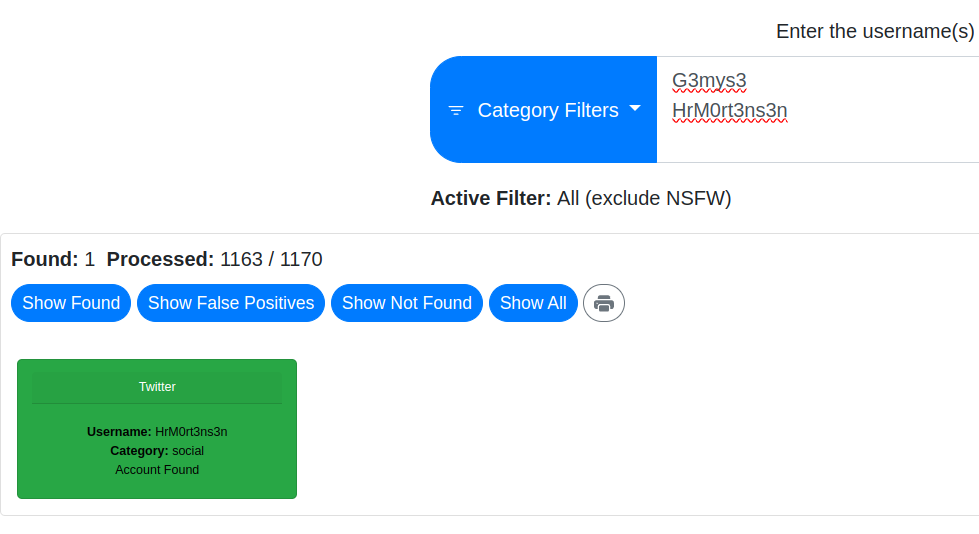 Enter the username(s)
Category Filters
G3mys3
HrM0rt3ns3n
Active Filter: All (exclude NSFW)
Found: 1 Processed: 1163 / 1170
Show Found Show False Positives Show Not Found Show All
Twitter
Username: HrM0rt3ns3n
Category: social
Account Found